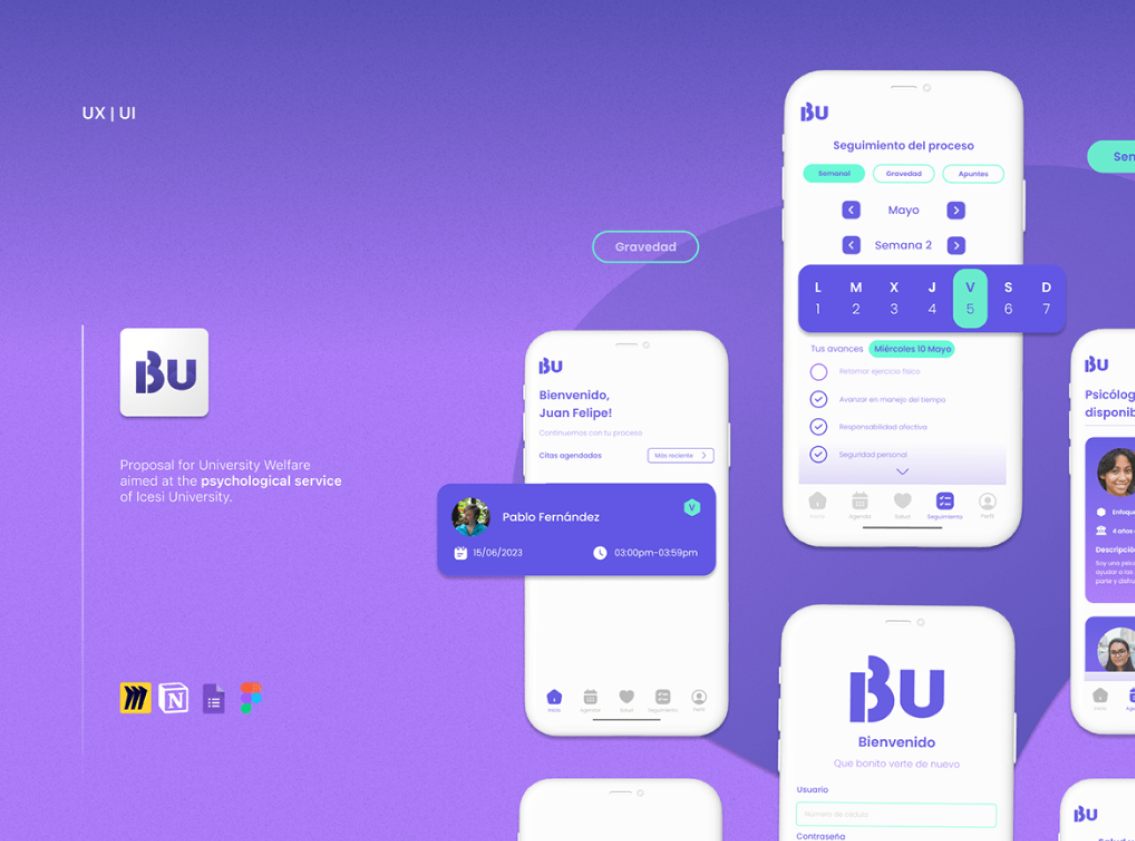 UX | UI
Bu
Proposal for University Welfare
aimed at the psychological service
of Icesi University.
N
Gravedad
Bu
Bienvenido,
Juan Felipe!
Continuemos con tu proceso
Citas agendadas
Más reciente
Pablo Fernández
V
15/06/2023
03:00pm-03:59pm
Inicio
Agenda
Salud
Seguimiento
Perfil
Bu
Seguimiento del proceso
Semanal
Gravedad
Apuntes
Mayo
Semana 2
L M X J V S D
1 2 3 4 5 6 7
Tus avances
Miércoles 10 Mayo
Retomar ejercicio físico
Avanzar en manejo del tiempo
Responsabilidad afectiva
Seguridad personal
Inicio
Agenda
Salud
Seguimiento
Perfil
Bu
Bienvenido
Que bonito verte de nuevo
Usuario
Número de cédula
Contraseña
Sem
Bu
Psicólog
disponib
Enfoque
4 años
Descripció
Soy una psico
ayudar a las
parte y disfru
Inicio
Bu